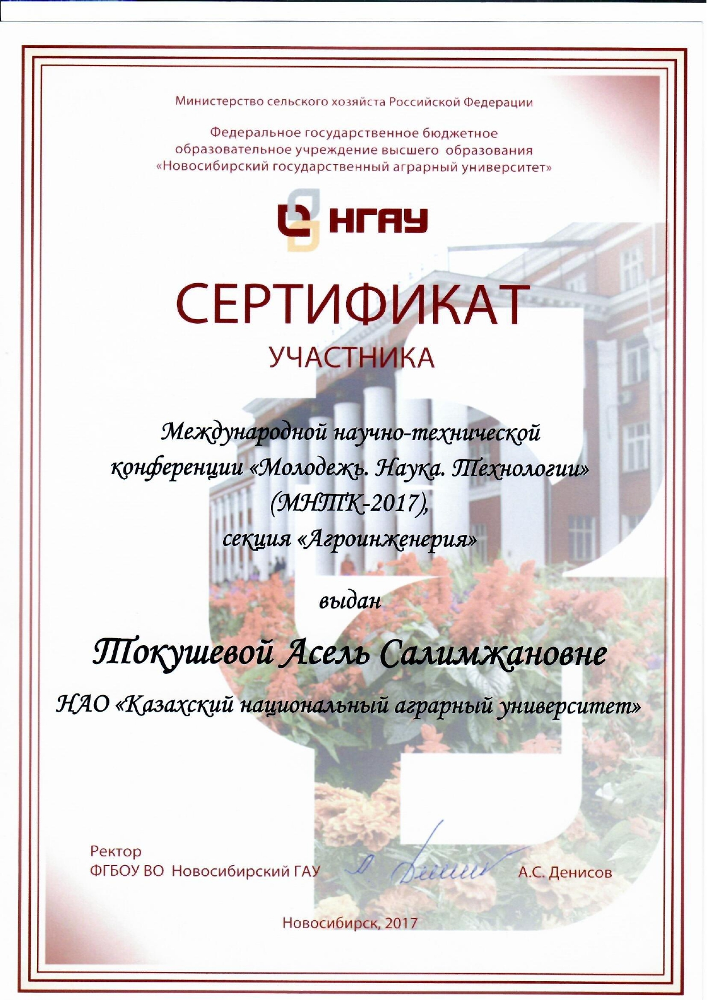 Министерство сельского хозяйста Российской Федерации
Федеральное государственное бюджетное
образовательное учреждение высшего образования
«Новосибирский государственный аграрный университет»
НГАУ
СЕРТИФИКАТ
УЧАСТНИКА
Международной научно-технической
конференции «Молодежь. Наука. Технологии»
(МНТК-2017),
секция «Агроинженерия»
выдан
Токушевой Асель Салимжановне
НАО «Казахский национальный аграрный университет»
Ректор
ФГБОУ ВО Новосибирский ГАУ
А.С. Денисов
Новосибирск, 2017